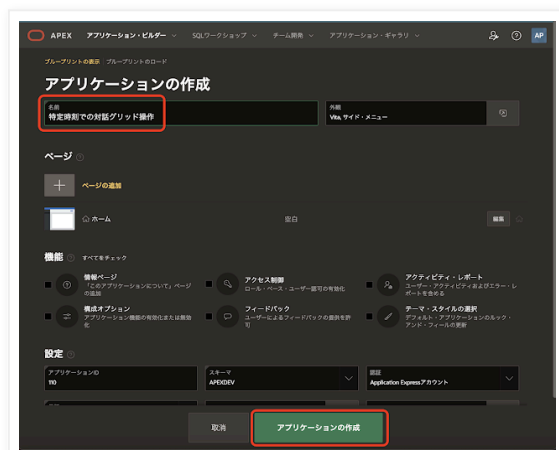 APEX アプリケーション・ビルダー SQLワークショップ チーム開発 アプリケーション・ギャラリ AP
ブループリントの表示 ブループリントのロード
アプリケーションの作成
名前
特定時刻での対話グリッド操作
外観
Vita, サイド・メニュー
ページ
ページの追加
ホーム 空白 編集
機能 すべてをチェック
情報ページ
「このアプリケーションについて」ページの追加
アクセス制御
ロール・ベース・ユーザー認可の有効化
アクティビティ・レポート
ユーザー・アクティビティおよびエラー・レポートを含める
構成オプション
アプリケーション機能の有効化または無効化
フィードバック
ユーザーによるフィードバックの提供を許可
テーマ・スタイルの選択
デフォルト・アプリケーションのルック・アンド・フィールの更新
設定
アプリケーションID
110
スキーマ
APEXDEV
認証
Application Expressアカウント
取消 アプリケーションの作成